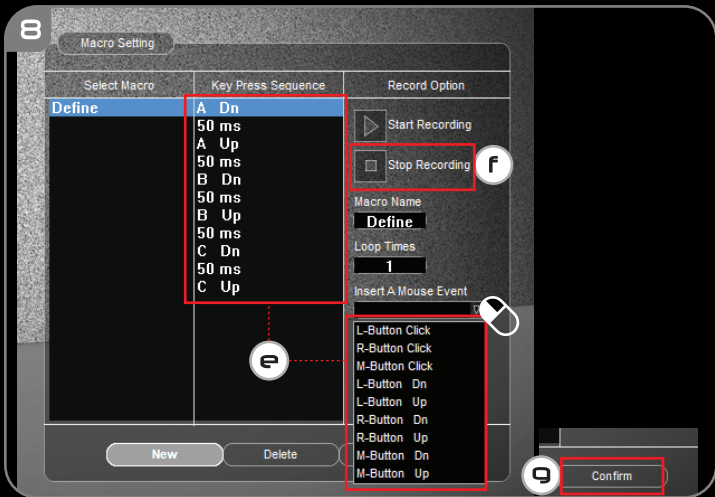 8
Macro Setting
Select Macro
Key Press Sequence
Record Option
Define
A Dn
50 ms
A Up
50 ms
B Dn
50 ms
B Up
50 ms
C Dn
50 ms
C Up
Start Recording
Stop Recording
f
Macro Name
Define
Loop Times
1
Insert A Mouse Event
e
L-Button Click
R-Button Click
M-Button Click
L-Button Dn
L-Button Up
R-Button Dn
R-Button Up
M-Button Dn
M-Button Up
New
Delete
g
Confirm